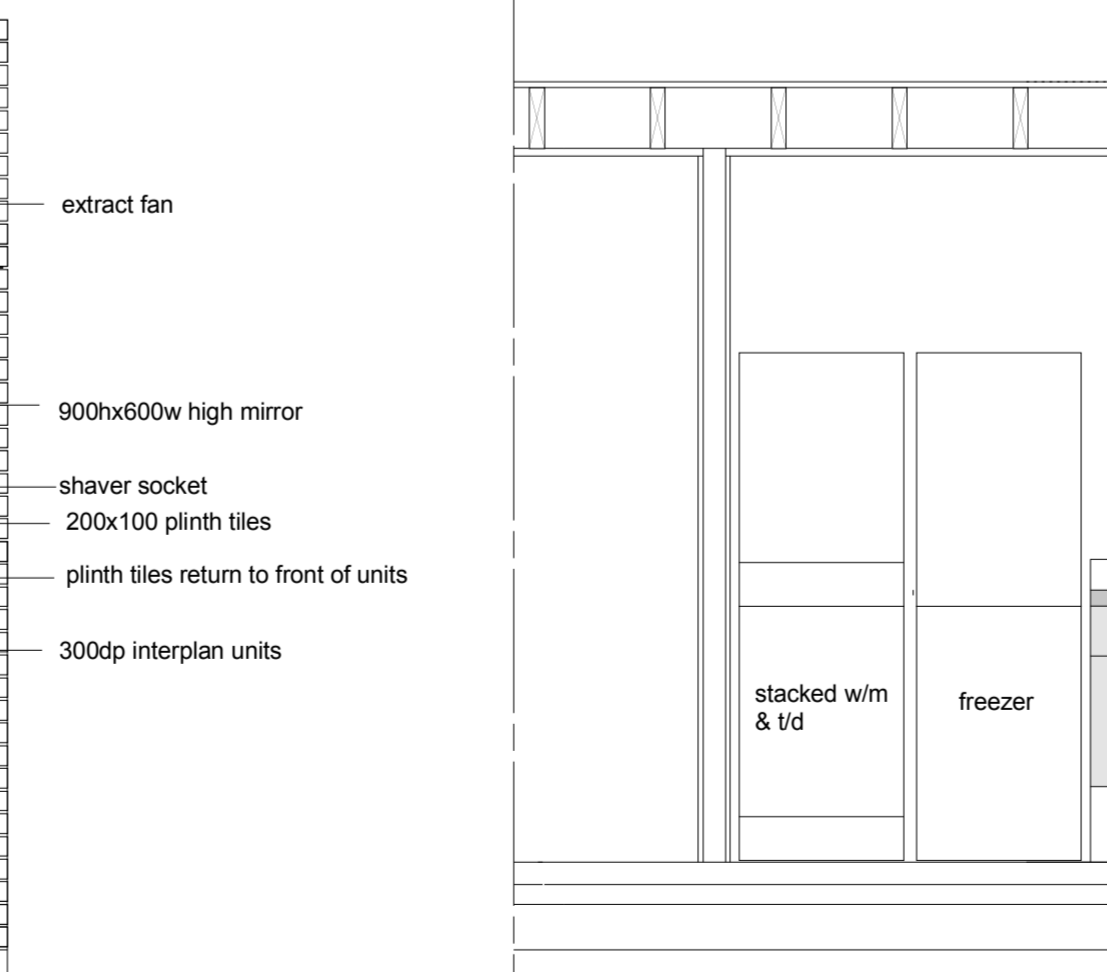 extract fan
900hx600w high mirror
shaver socket
200x100 plinth tiles
plinth tiles return to front of units
300dp interplan units
stacked w/m
& t/d
freezer